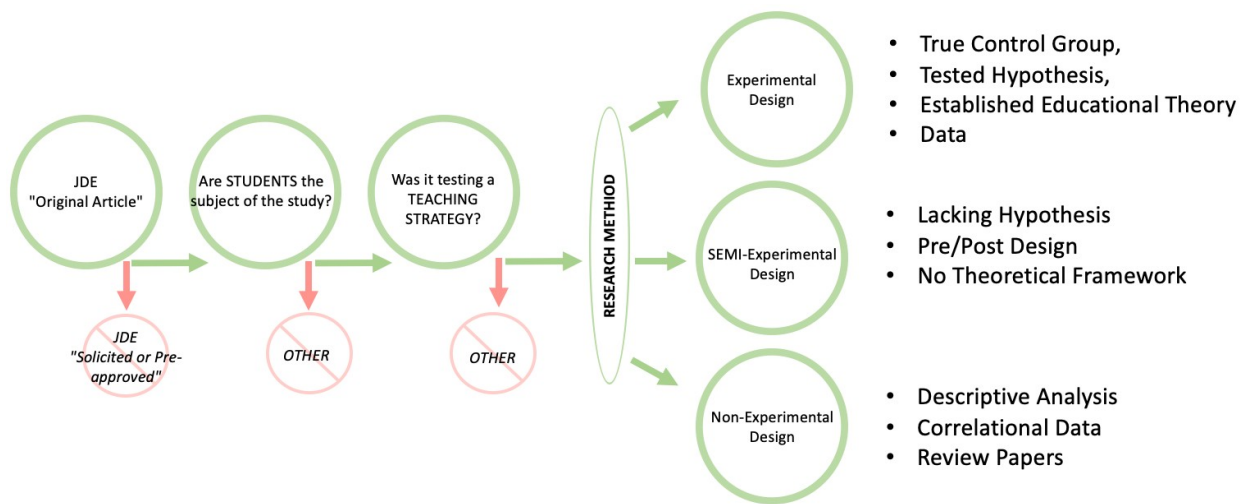 JDE
"Original Article"
Are STUDENTS the
subject of the study?
Was it testing a
TEACHING
STRATEGY?
JDE
"Solicited or Pre-
approved"
OTHER
OTHER
RESEARCH METHOD
Experimental
Design
• True Control Group,
• Tested Hypothesis,
• Established Educational Theory
• Data
SEMI-Experimental
Design
• Lacking Hypothesis
• Pre/Post Design
• No Theoretical Framework
Non-Experimental
Design
• Descriptive Analysis
• Correlational Data
• Review Papers